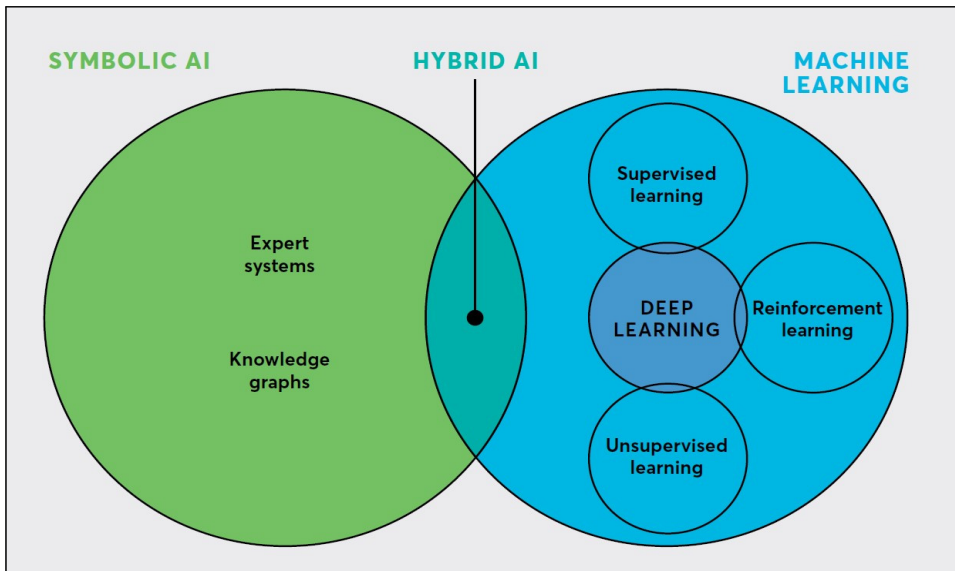 SYMBOLIC AI
HYBRID AI
MACHINE
LEARNING
Supervised
learning
Expert
systems
DEEP
LEARNING
Reinforcement
learning
Knowledge
graphs
Unsupervised
learning